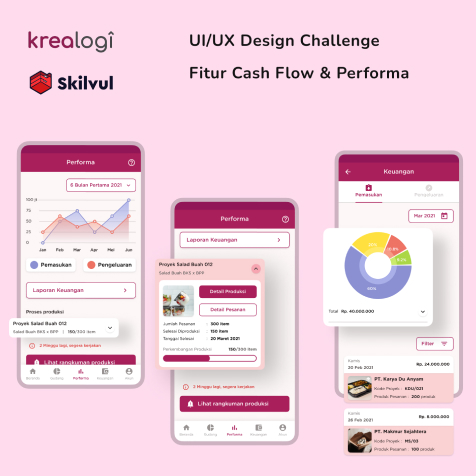 krealogi
Skilvul
UI/UX Design Challenge
Fitur Cash Flow & Performa
Performa
6 Bulan Pertama 2021
100 jt
75
50
25
0
Jan Feb Mar Apr Mei Jun
Pemasukan
Pengeluaran
Laporan Keuangan
Proses produksi
Proyek Salad Buah 012
Salad Buah BKS x BPP | 150/300 item
2 Minggu lagi, segera kerjakan
Lihat rangkuman produksi
Beranda Gudang Performa Keuangan Akun
Performa
Laporan Keuangan
Proyek Salad Buah 012
Salad Buah BKS x BPP
Detail Produksi
Detail Pesanan
Jumlah Pesanan : 300 item
Selesai Diproduksi : 150 item
Tanggal Selesai : 20 Maret 2021
Perkembangan Produksi 150/300 item
2 Minggu lagi, segera kerjakan
Lihat rangkuman produksi
Beranda Gudang Performa Keuangan Akun
Keuangan
Pemasukan
Pengeluaran
Mar 2021
60%
Total Rp. 40.000.000
Filter
Kamis
20 Feb 2021
Rp. 24.000.000
PT. Karya Du Anyam
Kode Proyek : KDU/021
Produk Pesanan : 200 produk
Kamis
26 Feb 2021
Rp. 8.000.000
PT. Makmur Sejahtera
Kode Proyek : MS/03
Produk Pesanan : 100 produk